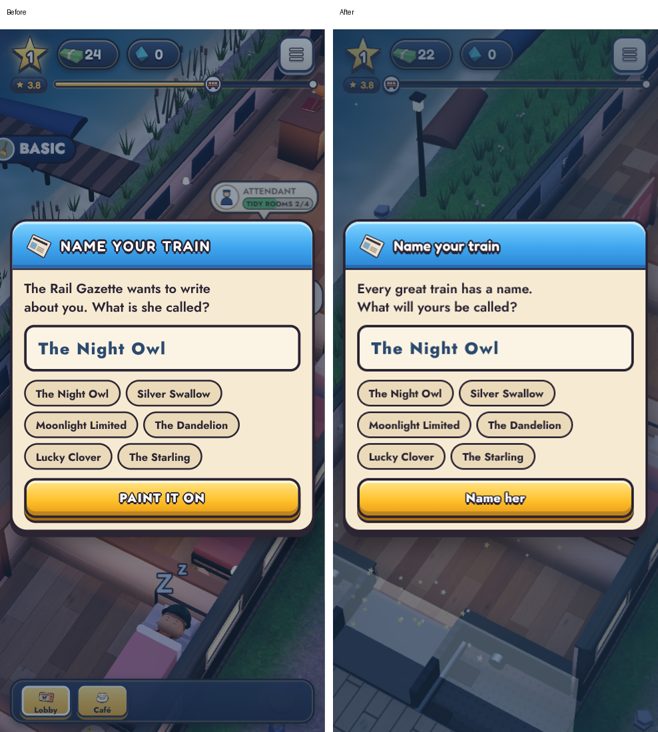 Before
1
24
0
3.8
BASIC
ATTENDANT
TIDY ROOMS 2/4
NAME YOUR TRAIN
The Rail Gazette wants to write
about you. What is she called?
The Night Owl
The Night Owl
Silver Swallow
Moonlight Limited
The Dandelion
Lucky Clover
The Starling
PAINT IT ON
Z Z
Lobby
Café
After
1
22
0
3.8
Name your train
Every great train has a name.
What will yours be called?
The Night Owl
The Night Owl
Silver Swallow
Moonlight Limited
The Dandelion
Lucky Clover
The Starling
Name her